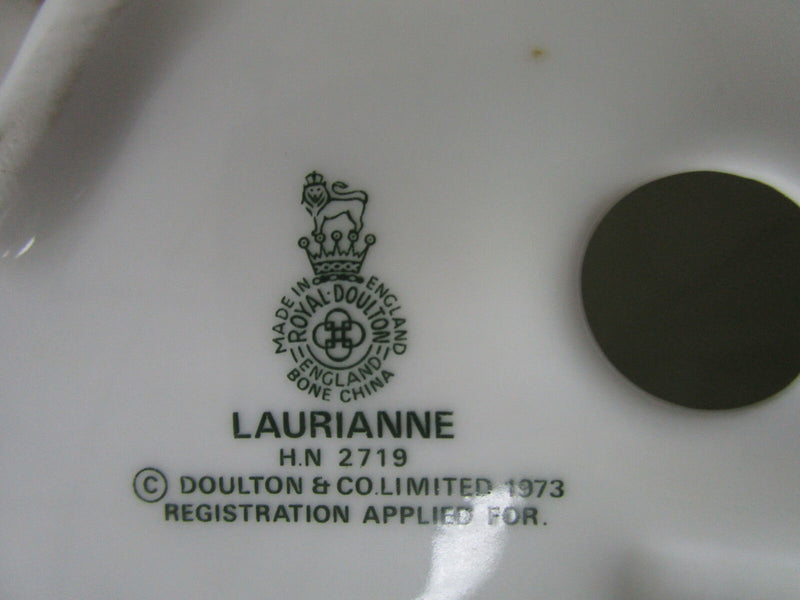 MADE IN ENGLAND
ROYAL·DOULTON
ENGLAND
BONE CHINA
LAURIANNE
H.N 2719
© DOULTON & CO.LIMITED 1973
REGISTRATION APPLIED FOR.